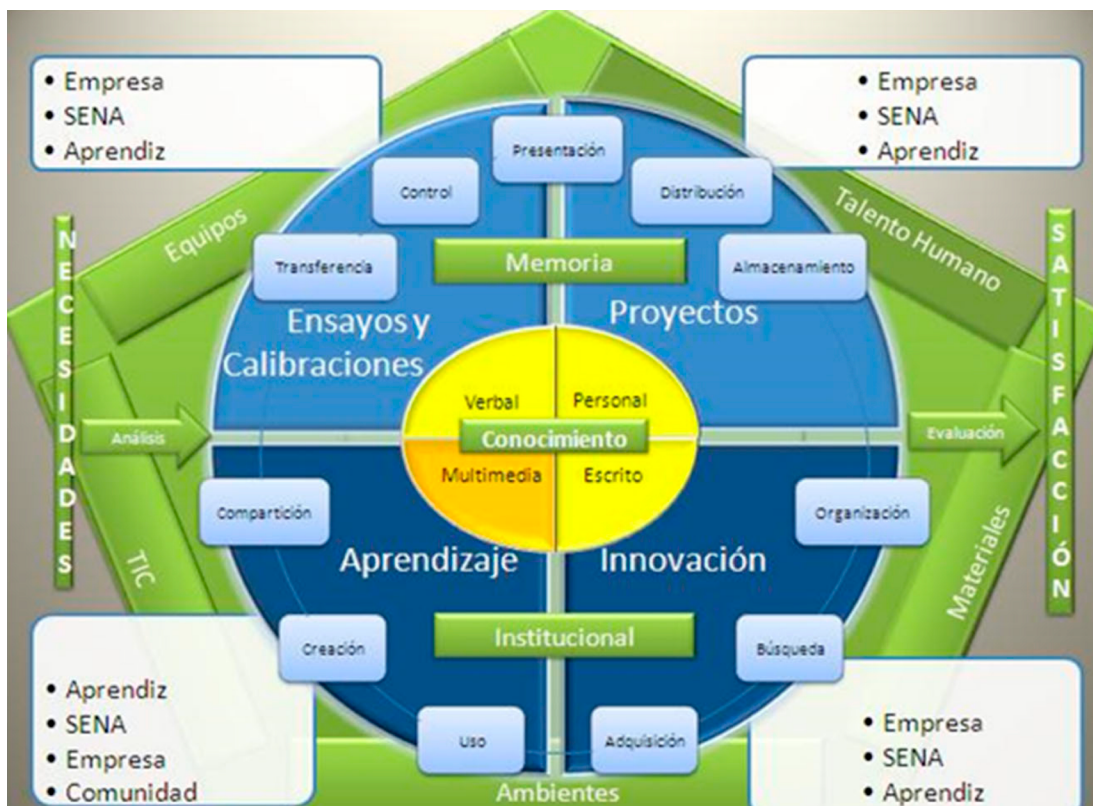 • Empresa
• SENA
• Aprendiz
• Empresa
• SENA
• Aprendiz
Presentación
Control
Distribución
Transferencia
Almacenamiento
Equipos
Talento Humano
Memoria
Ensayos y
Calibraciones
Proyectos
NECESIDADES
SATISFACCIÓN
Verbal
Personal
Análisis
Conocimiento
Evaluación
Multimedia
Escrito
Compartición
Organización
TIC
Materiales
Aprendizaje
Innovación
Institucional
Creación
Búsqueda
Uso
Adquisición
Ambientes
• Aprendiz
• SENA
• Empresa
• Comunidad
• Empresa
• SENA
• Aprendiz